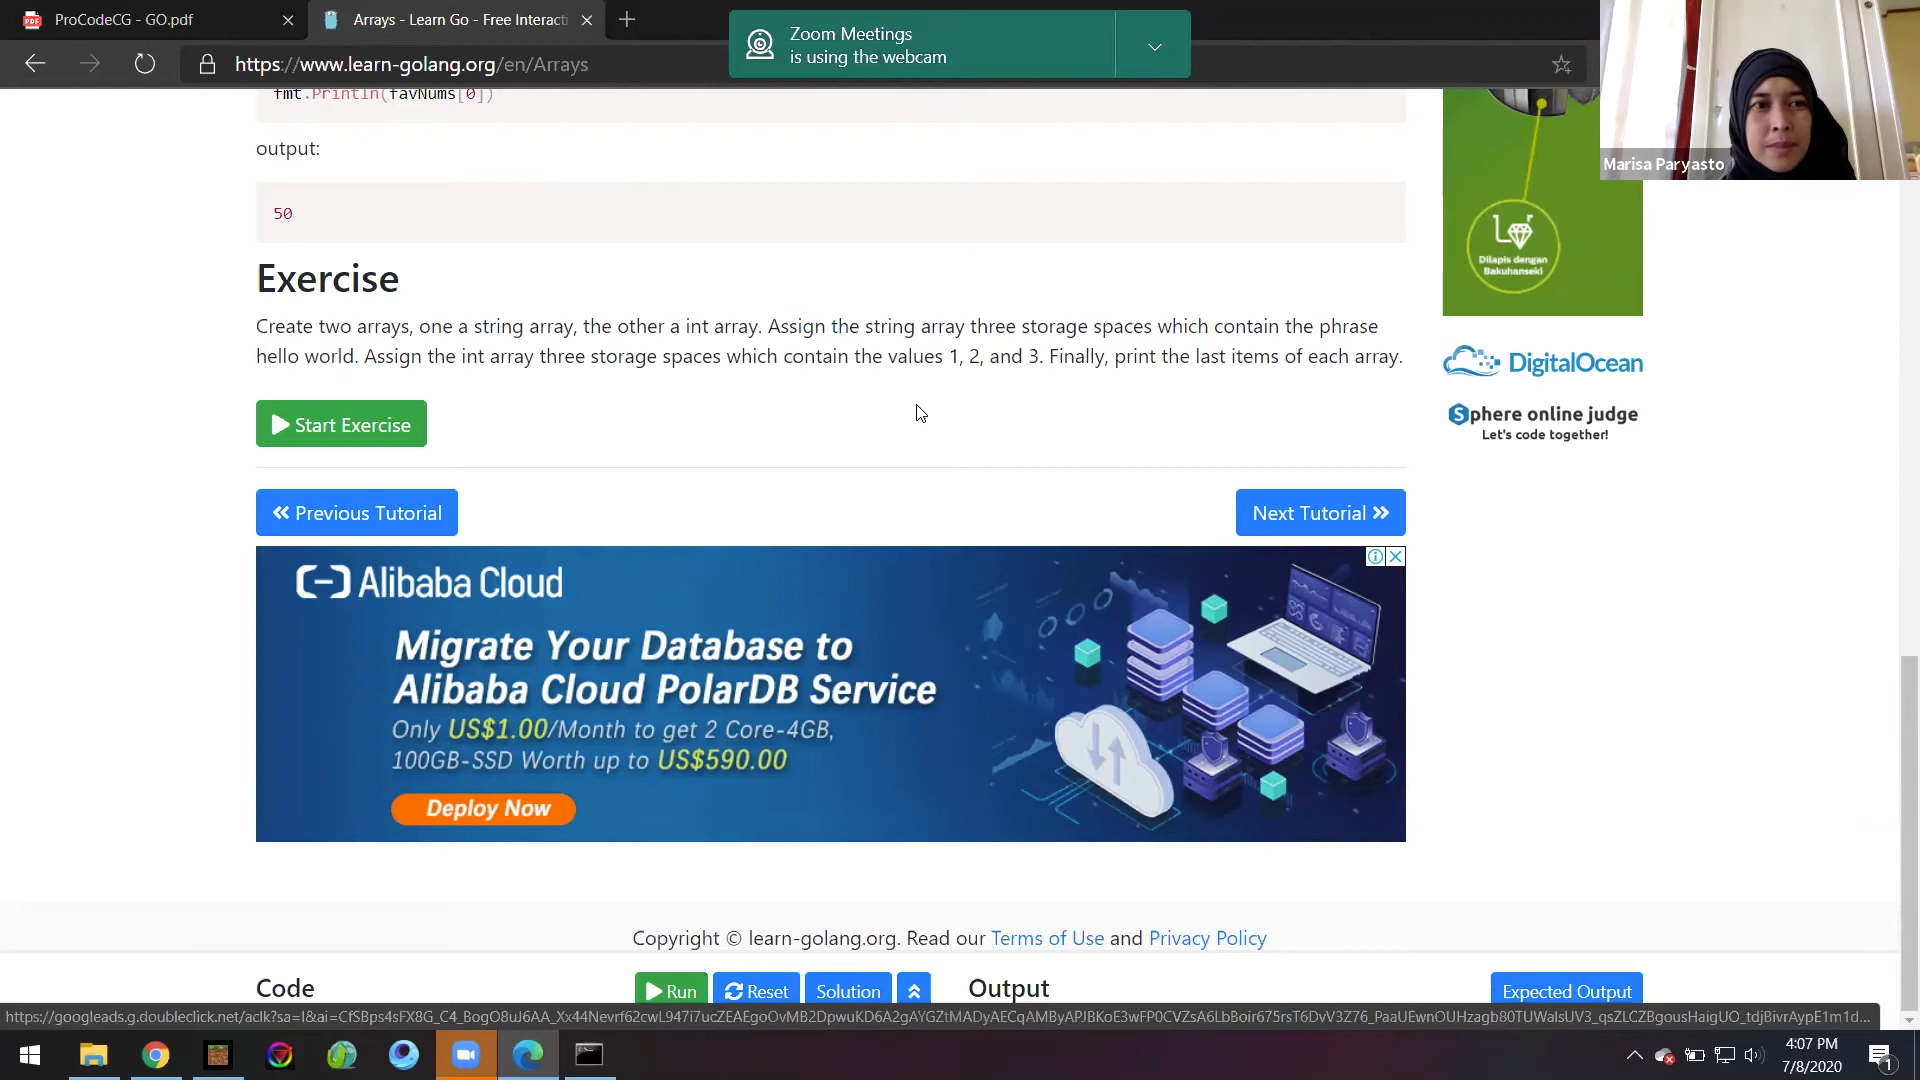 ProCodeCG - GO.pdf
Arrays - Learn Go - Free Interacti
Zoom Meetings
is using the webcam
https://www.learn-golang.org/en/Arrays
Marisa Paryasto
fmt.Println(favNums[0])
output:
50
Dilapis dengan
Bakuhanseki
Exercise
Create two arrays, one a string array, the other a int array. Assign the string array three storage spaces which contain the phrase
hello world. Assign the int array three storage spaces which contain the values 1, 2, and 3. Finally, print the last items of each array.
Start Exercise
DigitalOcean
Sphere online judge
Let's code together!
Previous Tutorial
Next Tutorial
Alibaba Cloud
Migrate Your Database to
Alibaba Cloud PolarDB Service
Only US$1.00/Month to get 2 Core-4GB,
100GB-SSD Worth up to US$590.00
Deploy Now
Copyright © learn-golang.org. Read our Terms of Use and Privacy Policy
Code
Run
Reset
Solution
Output
Expected Output
4:07 PM
7/8/2020
1